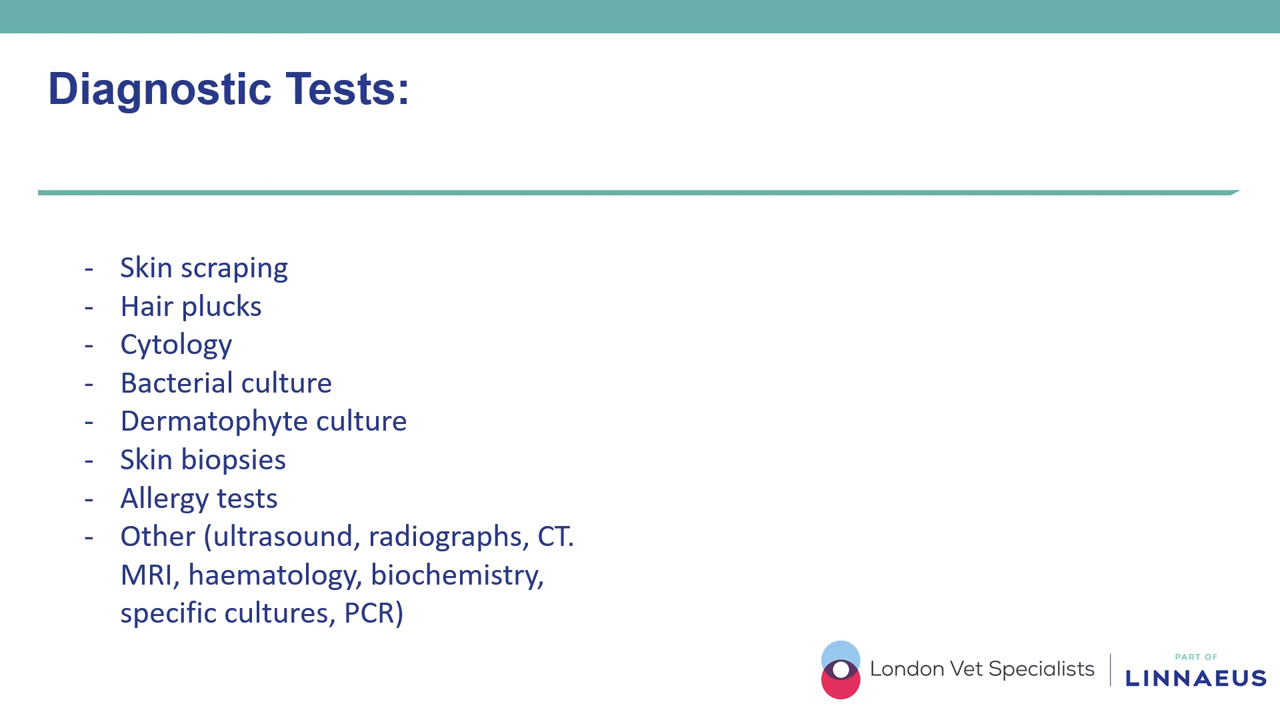 Diagnostic Tests:
- Skin scraping
- Hair plucks
- Cytology
- Bacterial culture
- Dermatophyte culture
- Skin biopsies
- Allergy tests
- Other (ultrasound, radiographs, CT.
MRI, haematology, biochemistry,
specific cultures, PCR)
London Vet Specialists
PART OF
LINNAEUS